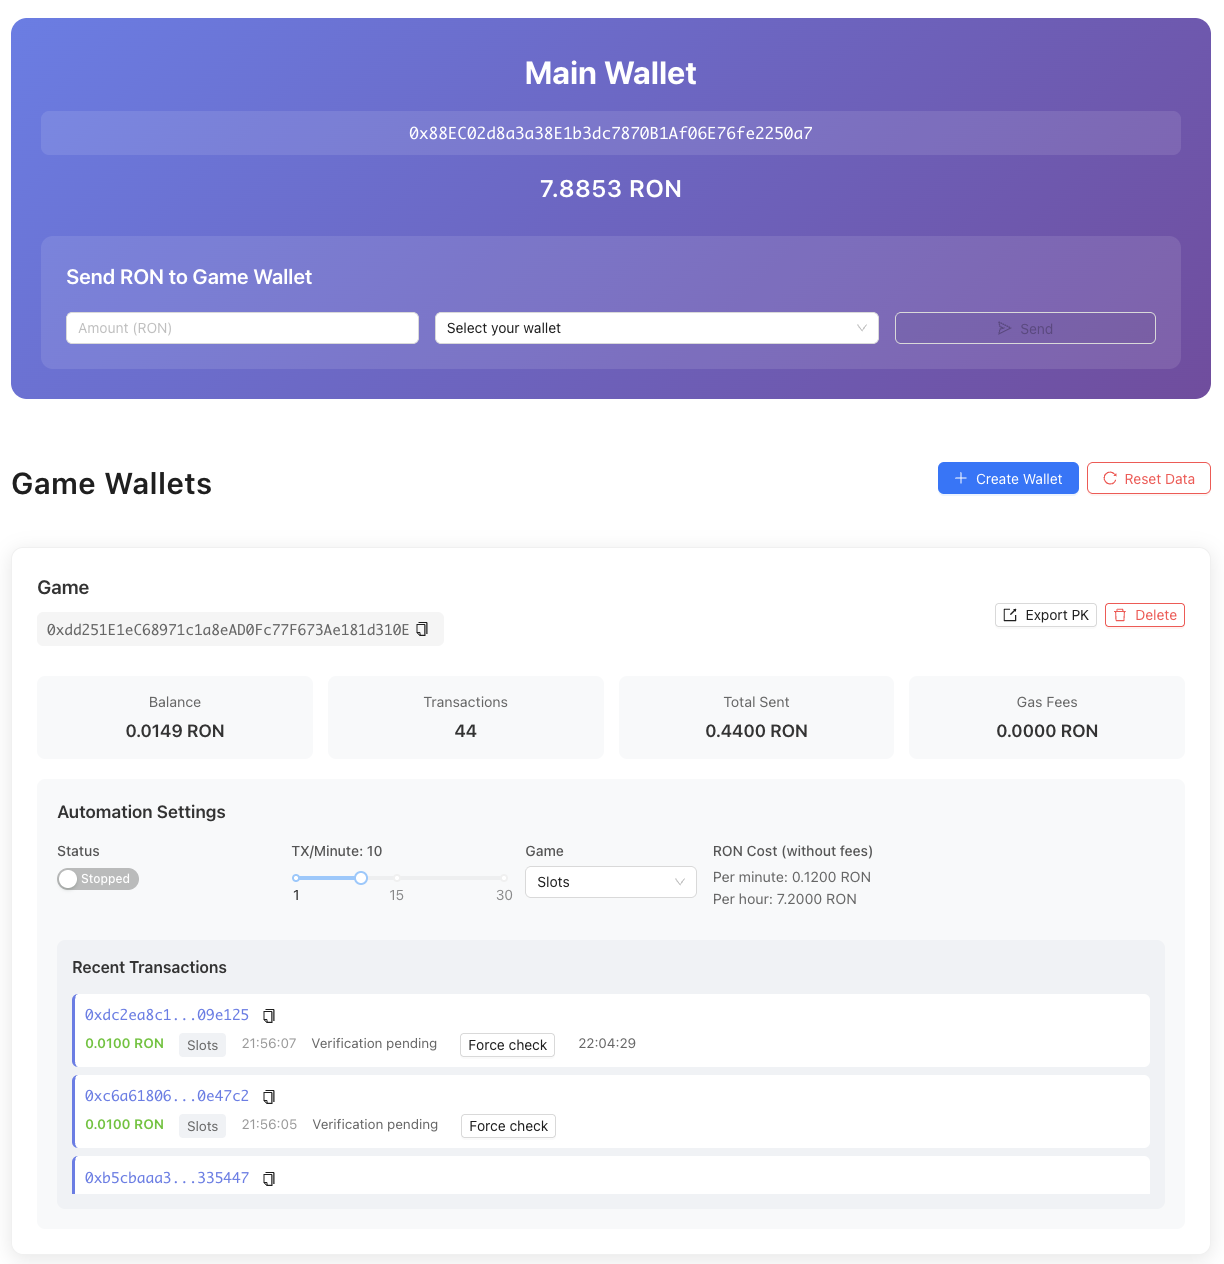 Main Wallet
0x88EC02d8a3a38E1b3dc7870B1Af06E76fe2250a7
7.8853 RON
Send RON to Game Wallet
Amount (RON)
Select your wallet
Send
Game Wallets
Create Wallet
Reset Data
Game
0xdd251E1eC68971c1a8eAD0Fc77F673Ae181d310E
Export PK
Delete
Balance
0.0149 RON
Transactions
44
Total Sent
0.4400 RON
Gas Fees
0.0000 RON
Automation Settings
Status
Stopped
TX/Minute: 10
1 15 30
Game
Slots
RON Cost (without fees)
Per minute: 0.1200 RON
Per hour: 7.2000 RON
Recent Transactions
0xdc2ea8c1...09e125
0.0100 RON Slots 21:56:07 Verification pending Force check 22:04:29
0xc6a61806...0e47c2
0.0100 RON Slots 21:56:05 Verification pending Force check
0xb5cbaaa3...335447